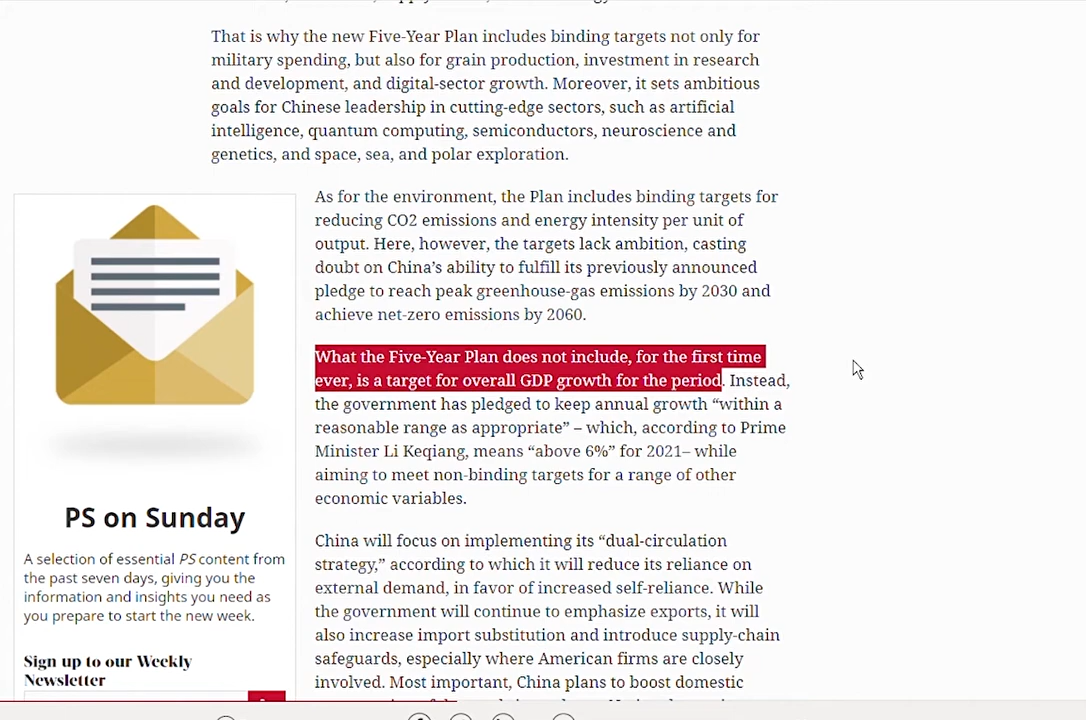 That is why the new Five-Year Plan includes binding targets not only for
military spending, but also for grain production, investment in research
and development, and digital-sector growth. Moreover, it sets ambitious
goals for Chinese leadership in cutting-edge sectors, such as artificial
intelligence, quantum computing, semiconductors, neuroscience and
genetics, and space, sea, and polar exploration.
As for the environment, the Plan includes binding targets for
reducing CO2 emissions and energy intensity per unit of
output. Here, however, the targets lack ambition, casting
doubt on China’s ability to fulfill its previously announced
pledge to reach peak greenhouse-gas emissions by 2030 and
achieve net-zero emissions by 2060.
What the Five-Year Plan does not include, for the first time
ever, is a target for overall GDP growth for the period. Instead,
the government has pledged to keep annual growth “within a
reasonable range as appropriate” – which, according to Prime
Minister Li Keqiang, means “above 6%” for 2021– while
aiming to meet non-binding targets for a range of other
economic variables.
China will focus on implementing its “dual-circulation
strategy,” according to which it will reduce its reliance on
external demand, in favor of increased self-reliance. While
the government will continue to emphasize exports, it will
also increase import substitution and introduce supply-chain
safeguards, especially where American firms are closely
involved. Most important, China plans to boost domestic
PS on Sunday
A selection of essential PS content from
the past seven days, giving you the
information and insights you need as
you prepare to start the new week.
Sign up to our Weekly
Newsletter